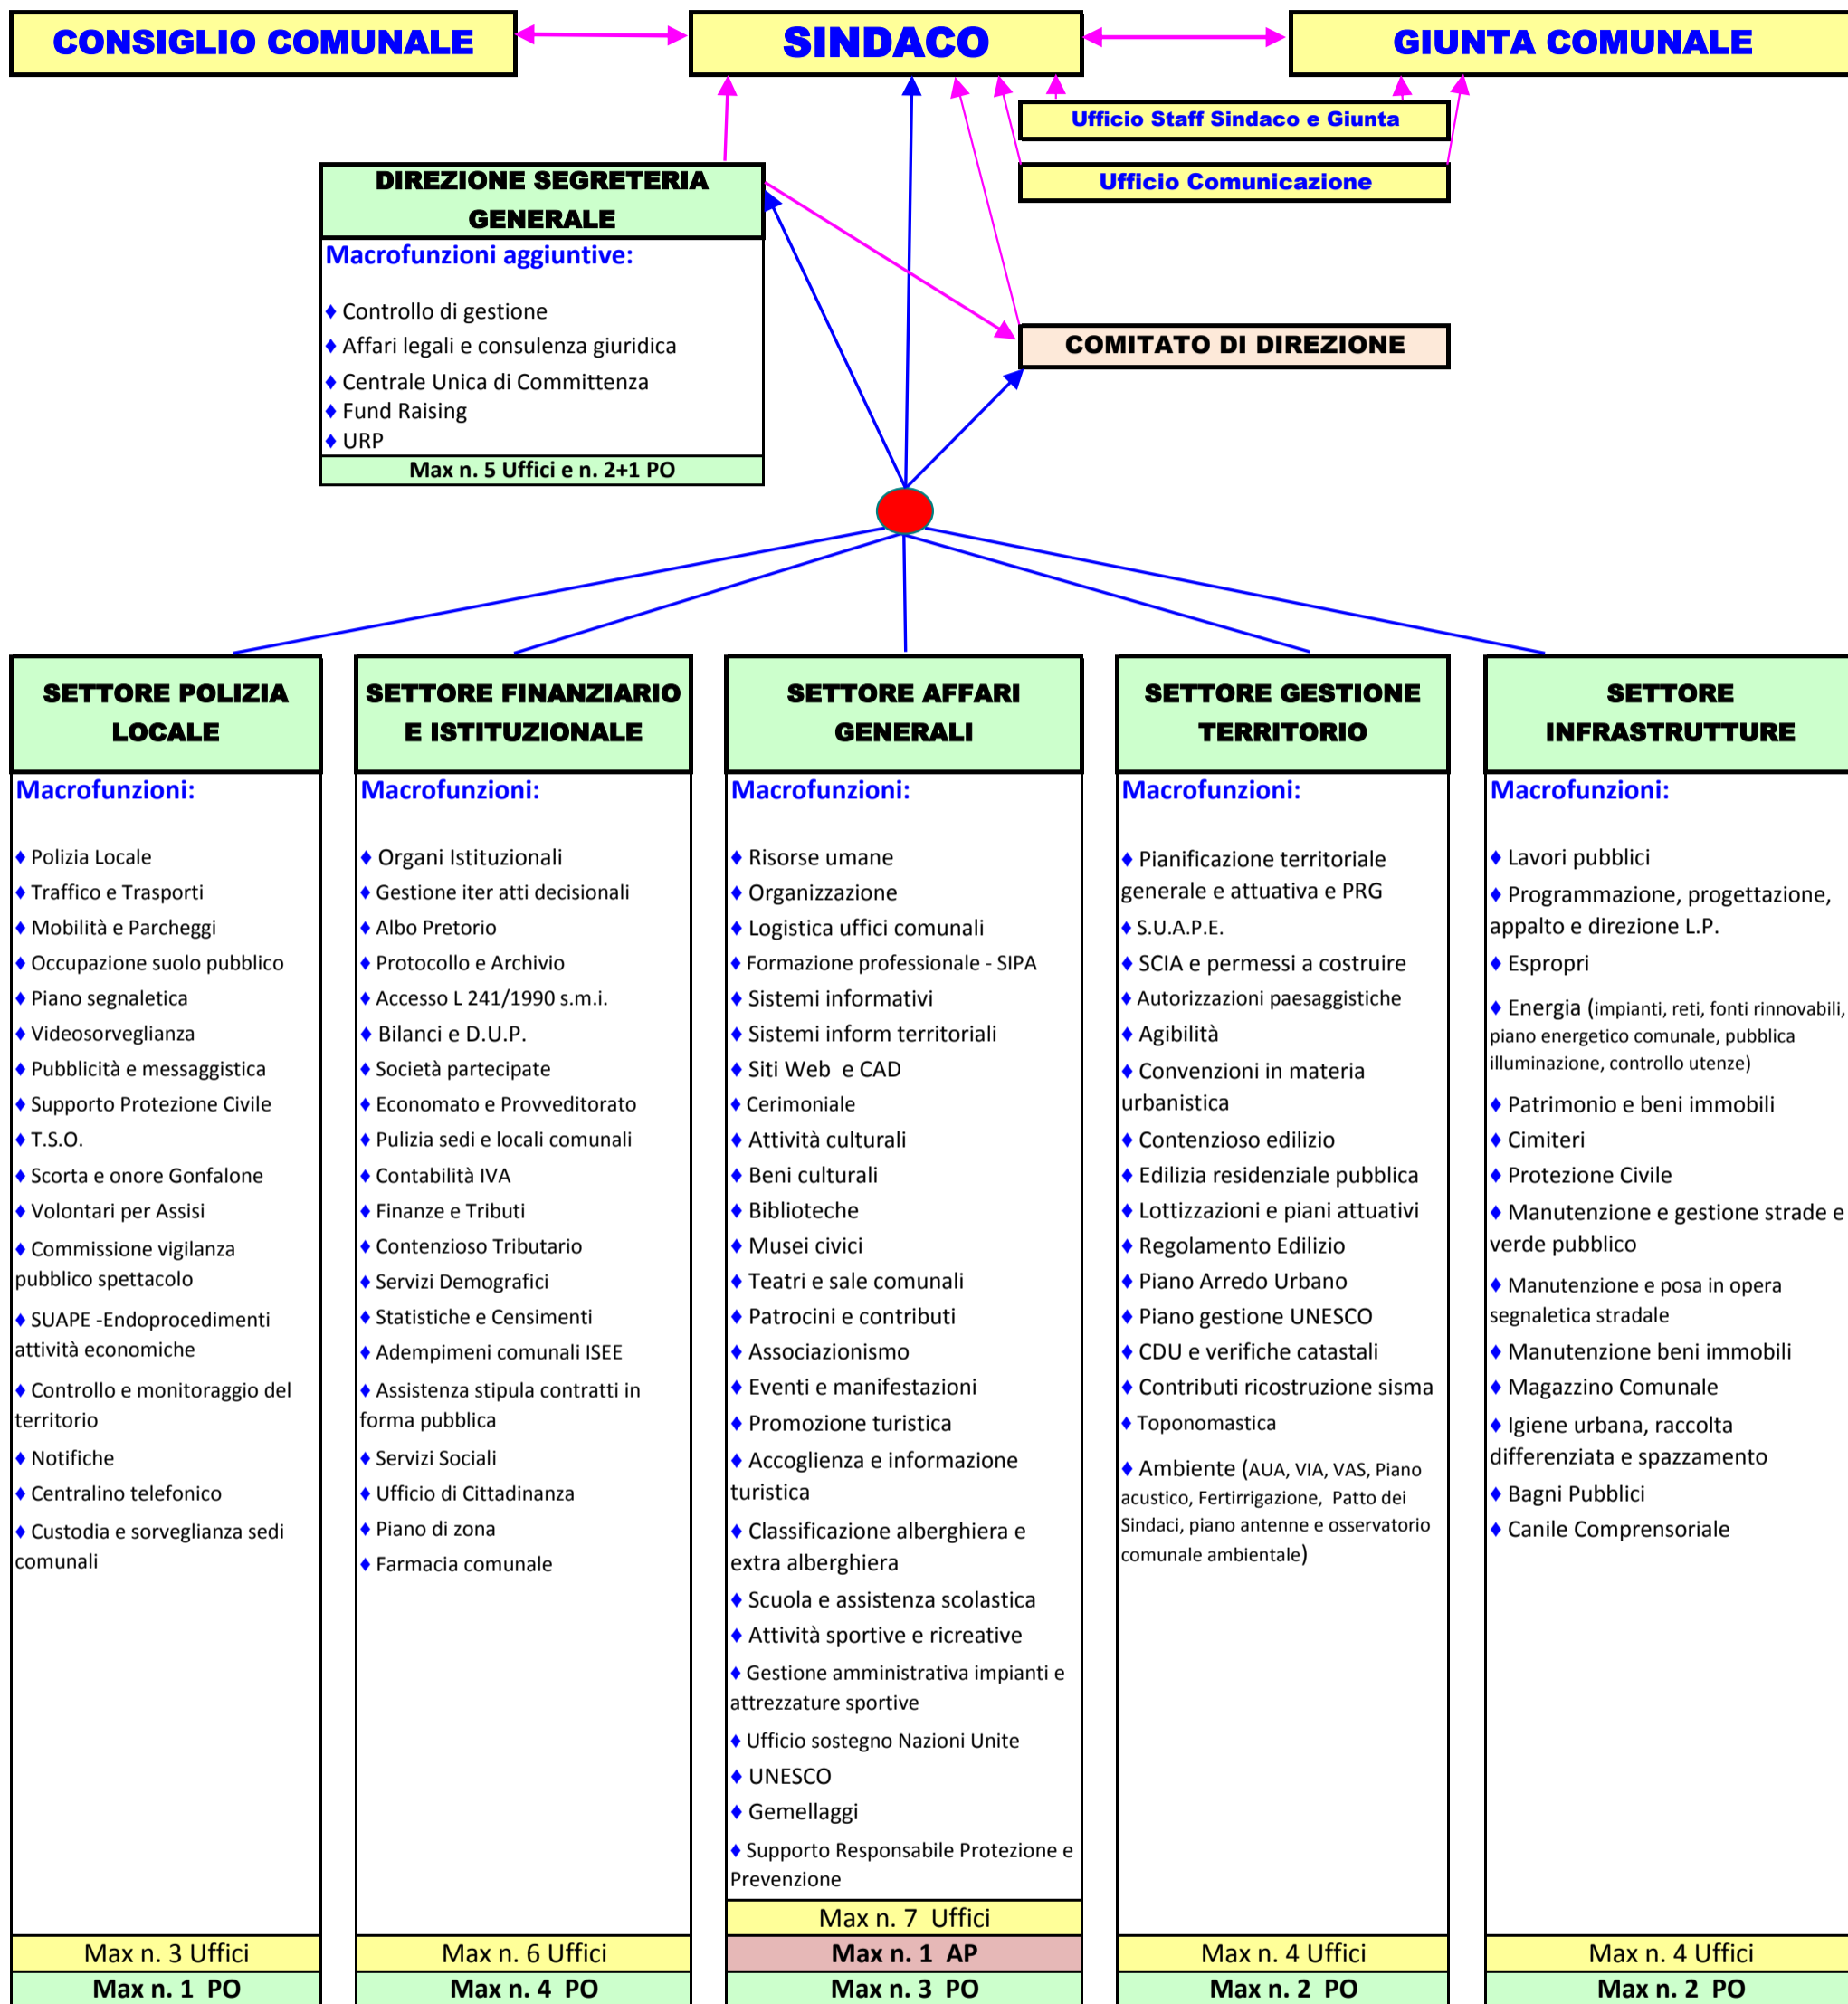 CONSIGLIO COMUNALE
SINDACO
GIUNTA COMUNALE
Ufficio Staff Sindaco e Giunta
Ufficio Comunicazione
DIREZIONE SEGRETERIA
GENERALE
Macrofunzioni aggiuntive:
♦ Controllo di gestione
♦ Affari legali e consulenza giuridica
♦ Centrale Unica di Committenza
♦ Fund Raising
♦ URP
Max n. 5 Uffici e n. 2+1 PO
COMITATO DI DIREZIONE
SETTORE POLIZIA
LOCALE
Macrofunzioni:
♦ Polizia Locale
♦ Traffico e Trasporti
♦ Mobilità e Parcheggi
♦ Occupazione suolo pubblico
♦ Piano segnaletica
♦ Videosorveglianza
♦ Pubblicità e messaggistica
♦ Supporto Protezione Civile
♦ T.S.O.
♦ Scorta e onore Gonfalone
♦ Volontari per Assisi
♦ Commissione vigilanza
pubblico spettacolo
♦ SUAPE -Endoprocedimenti
attività economiche
♦ Controllo e monitoraggio del
territorio
♦ Notifiche
♦ Centralino telefonico
♦ Custodia e sorveglianza sedi
comunali
Max n. 3 Uffici
Max n. 1 PO
SETTORE FINANZIARIO
E ISTITUZIONALE
Macrofunzioni:
♦ Organi Istituzionali
♦ Gestione iter atti decisionali
♦ Albo Pretorio
♦ Protocollo e Archivio
♦ Accesso L 241/1990 s.m.i.
♦ Bilanci e D.U.P.
♦ Società partecipate
♦ Economato e Provveditorato
♦ Pulizia sedi e locali comunali
♦ Contabilità IVA
♦ Finanze e Tributi
♦ Contenzioso Tributario
♦ Servizi Demografici
♦ Statistiche e Censimenti
♦ Adempimeni comunali ISEE
♦ Assistenza stipula contratti in
forma pubblica
♦ Servizi Sociali
♦ Ufficio di Cittadinanza
♦ Piano di zona
♦ Farmacia comunale
Max n. 6 Uffici
Max n. 4 PO
SETTORE AFFARI
GENERALI
Macrofunzioni:
♦ Risorse umane
♦ Organizzazione
♦ Logistica uffici comunali
♦ Formazione professionale - SIPA
♦ Sistemi informativi
♦ Sistemi inform territoriali
♦ Siti Web e CAD
♦ Cerimoniale
♦ Attività culturali
♦ Beni culturali
♦ Biblioteche
♦ Musei civici
♦ Teatri e sale comunali
♦ Patrocini e contributi
♦ Associazionismo
♦ Eventi e manifestazioni
♦ Promozione turistica
♦ Accoglienza e informazione
turistica
♦ Classificazione alberghiera e
extra alberghiera
♦ Scuola e assistenza scolastica
♦ Attività sportive e ricreative
♦ Gestione amministrativa impianti e
attrezzature sportive
♦ Ufficio sostegno Nazioni Unite
♦ UNESCO
♦ Gemellaggi
♦ Supporto Responsabile Protezione e
Prevenzione
Max n. 7 Uffici
Max n. 1 AP
Max n. 3 PO
SETTORE GESTIONE
TERRITORIO
Macrofunzioni:
♦ Pianificazione territoriale
generale e attuativa e PRG
♦ S.U.A.P.E.
♦ SCIA e permessi a costruire
♦ Autorizzazioni paesaggistiche
♦ Agibilità
♦ Convenzioni in materia
urbanistica
♦ Contenzioso edilizio
♦ Edilizia residenziale pubblica
♦ Lottizzazioni e piani attuativi
♦ Regolamento Edilizio
♦ Piano Arredo Urbano
♦ Piano gestione UNESCO
♦ CDU e verifiche catastali
♦ Contributi ricostruzione sisma
♦ Toponomastica
♦ Ambiente (AUA, VIA, VAS, Piano
acustico, Fertirrigazione, Patto dei
Sindaci, piano antenne e osservatorio
comunale ambientale)
Max n. 4 Uffici
Max n. 2 PO
SETTORE
INFRASTRUTTURE
Macrofunzioni:
♦ Lavori pubblici
♦ Programmazione, progettazione,
appalto e direzione L.P.
♦ Espropri
♦ Energia (impianti, reti, fonti rinnovabili,
piano energetico comunale, pubblica
illuminazione, controllo utenze)
♦ Patrimonio e beni immobili
♦ Cimiteri
♦ Protezione Civile
♦ Manutenzione e gestione strade e
verde pubblico
♦ Manutenzione e posa in opera
segnaletica stradale
♦ Manutenzione beni immobili
♦ Magazzino Comunale
♦ Igiene urbana, raccolta
differenziata e spazzamento
♦ Bagni Pubblici
♦ Canile Comprensoriale
Max n. 4 Uffici
Max n. 2 PO